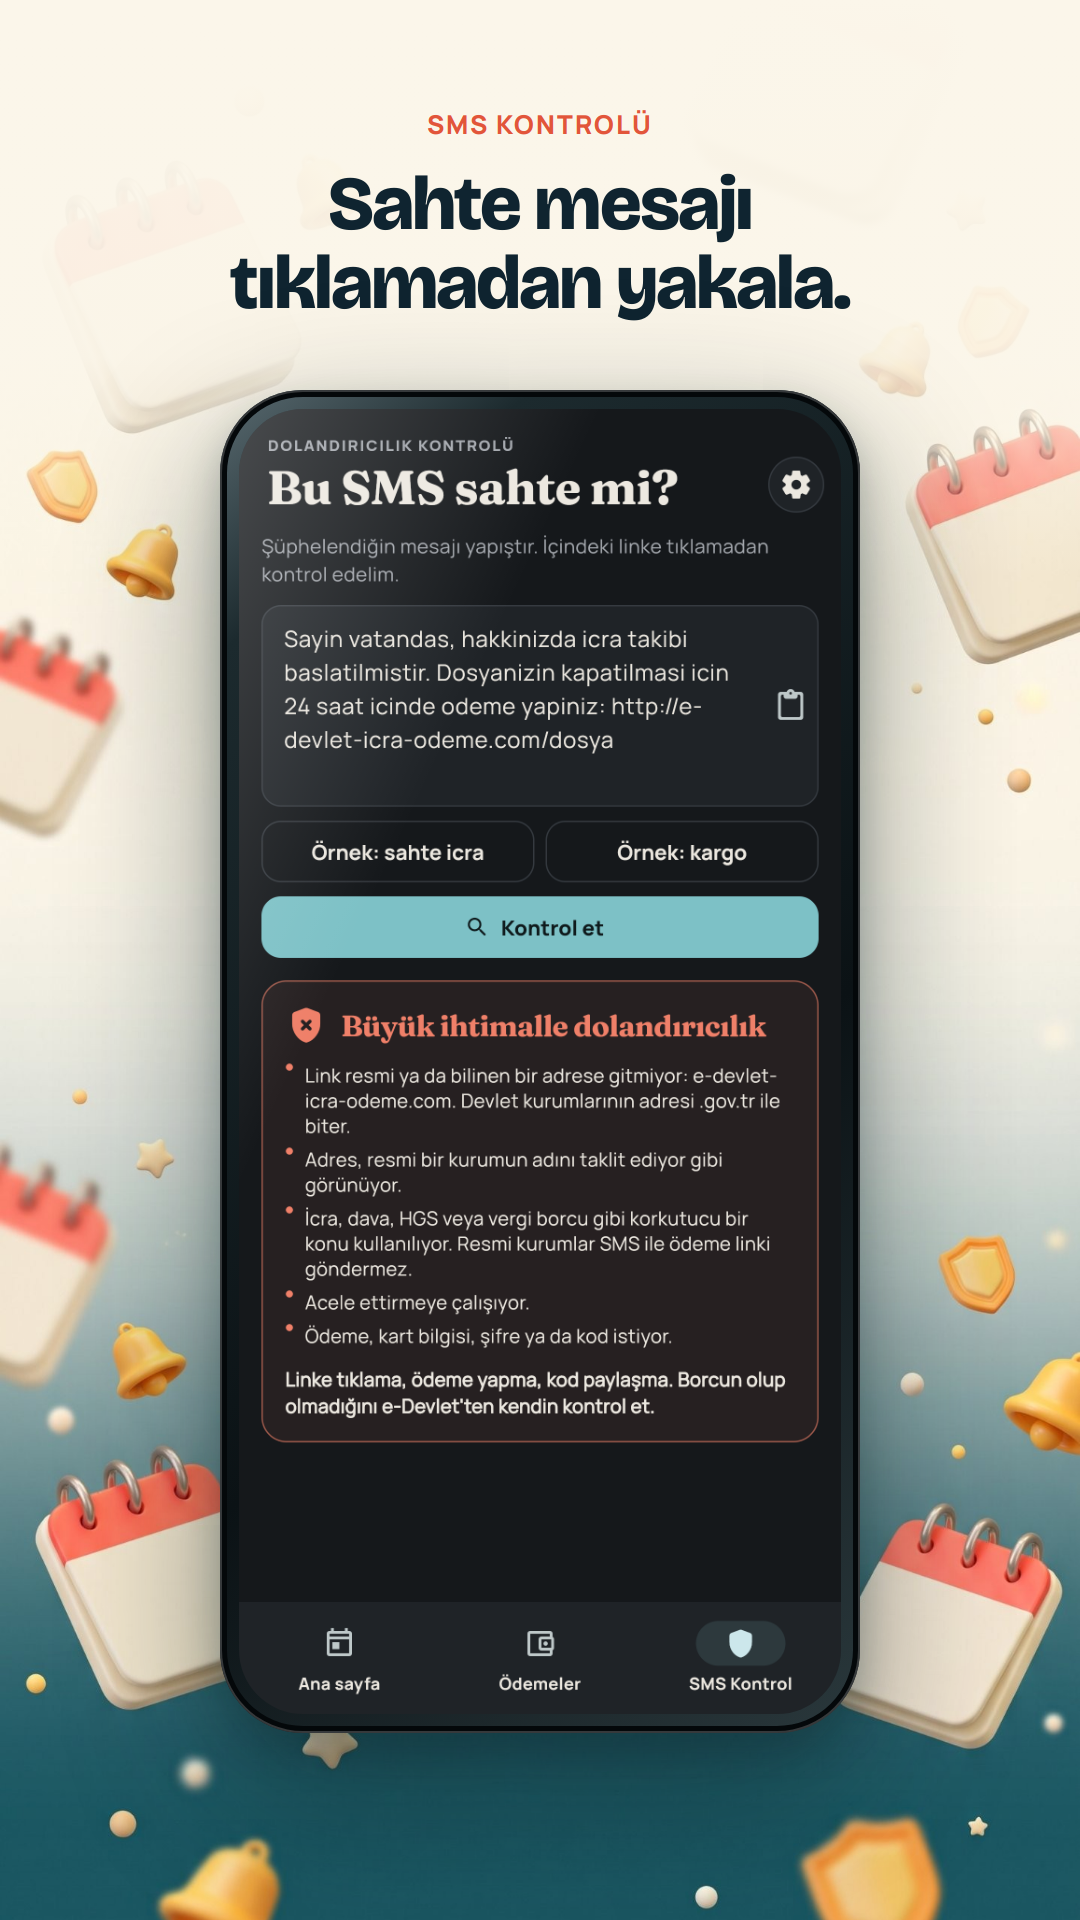 SMS KONTROLÜ
Sahte mesajı
tıklamadan yakala.
DOLANDIRICILIK KONTROLÜ
Bu SMS sahte mi?
Şüphelendiğin mesajı yapıştır. İçindeki linke tıklamadan
kontrol edelim.
Sayin vatandas, hakkinizda icra takibi
baslatilmistir. Dosyanizin kapatilmasi icin
24 saat icinde odeme yapiniz: http://e-
devlet-icra-odeme.com/dosya
Örnek: sahte icra
Örnek: kargo
Kontrol et
Büyük ihtimalle dolandırıcılık
• Link resmi ya da bilinen bir adrese gitmiyor: e-devlet-
icra-odeme.com. Devlet kurumlarının adresi .gov.tr ile
biter.
• Adres, resmi bir kurumun adını taklit ediyor gibi
görünüyor.
• İcra, dava, HGS veya vergi borcu gibi korkutucu bir
konu kullanılıyor. Resmi kurumlar SMS ile ödeme linki
göndermez.
• Acele ettirmeye çalışıyor.
• Ödeme, kart bilgisi, şifre ya da kod istiyor.
Linke tıklama, ödeme yapma, kod paylaşma. Borcun olup
olmadığını e-Devlet'ten kendin kontrol et.
Ana sayfa
Ödemeler
SMS Kontrol